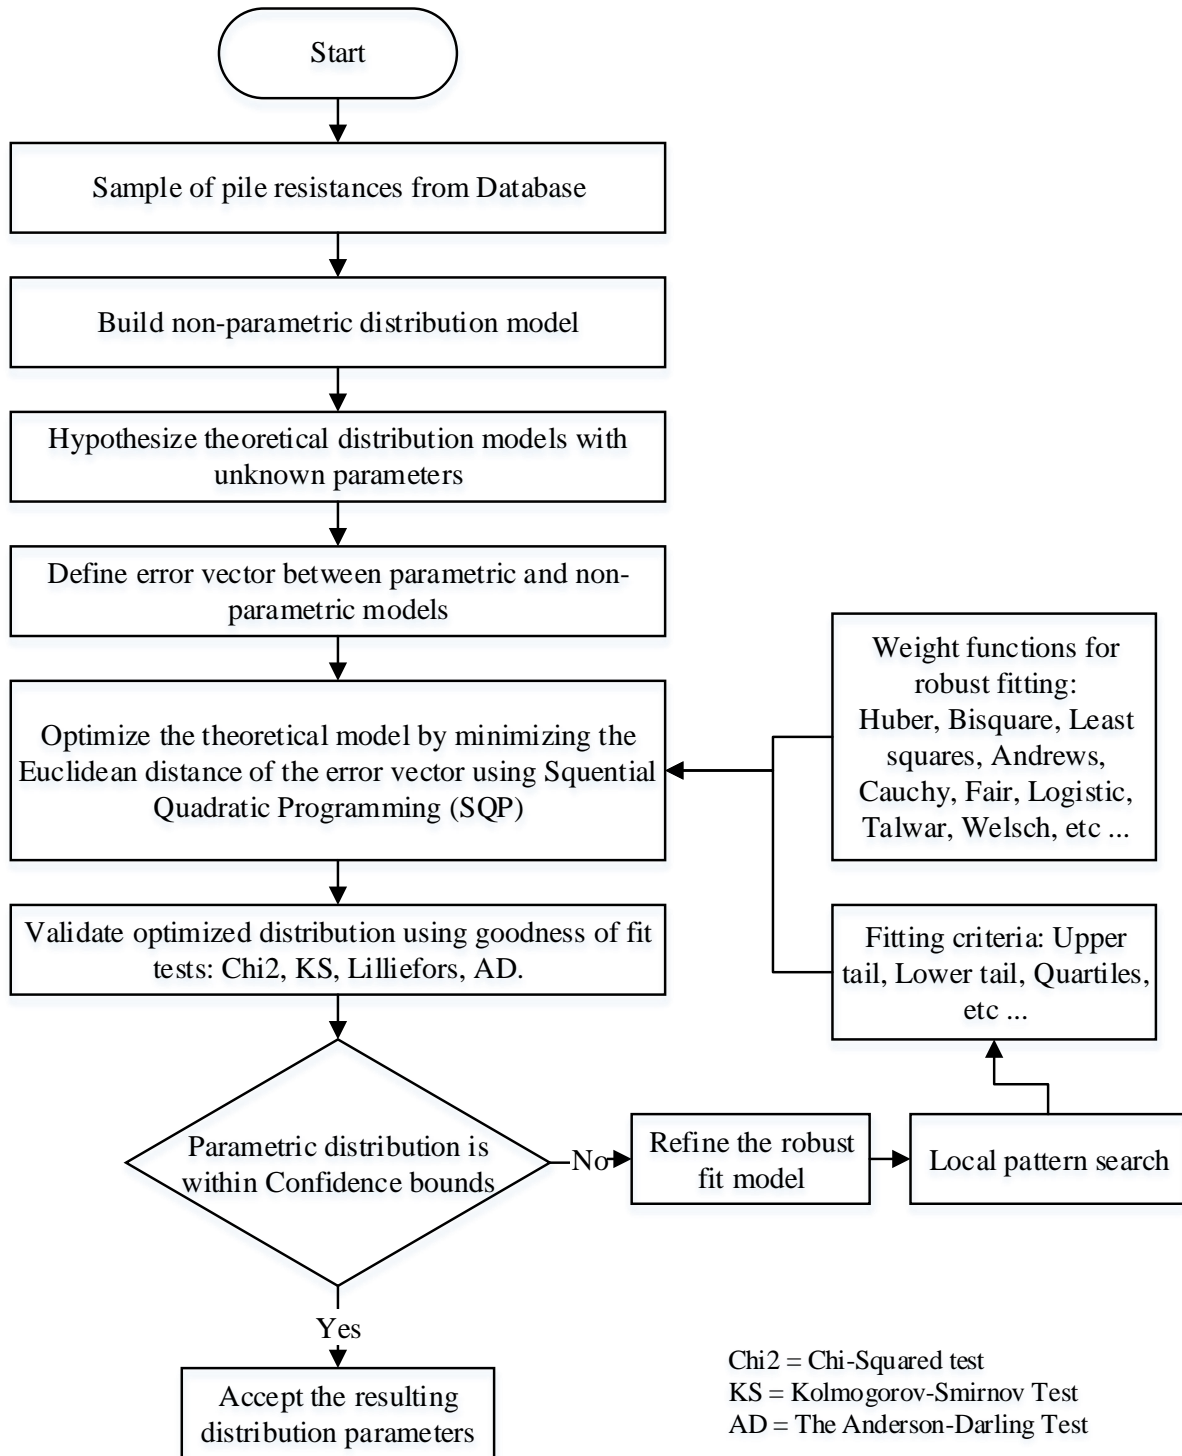 Start
Sample of pile resistances from Database
Build non-parametric distribution model
Hypothesize theoretical distribution models with
unknown parameters
Define error vector between parametric and non-
parametric models
Weight functions for
robust fitting:
Huber, Bisquare, Least
squares, Andrews,
Cauchy, Fair, Logistic,
Talwar, Welsch, etc ...
Optimize the theoretical model by minimizing the
Euclidean distance of the error vector using Squential
Quadratic Programming (SQP)
Validate optimized distribution using goodness of fit
tests: Chi2, KS, Lilliefors, AD.
Fitting criteria: Upper
tail, Lower tail, Quartiles,
etc ...
Parametric distribution is
within Confidence bounds
No
Refine the robust
fit model
Local pattern search
Yes
Accept the resulting
distribution parameters
Chi2 = Chi-Squared test
KS = Kolmogorov-Smirnov Test
AD = The Anderson-Darling Test